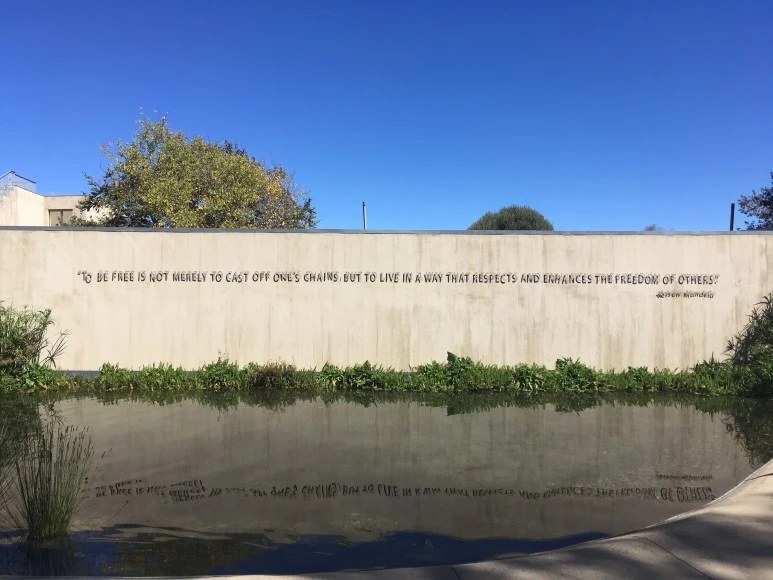 "TO BE FREE IS NOT MERELY TO CAST OFF ONE'S CHAINS, BUT TO LIVE IN A WAY THAT RESPECTS AND ENHANCES THE FREEDOM OF OTHERS."
Nelson Mandela